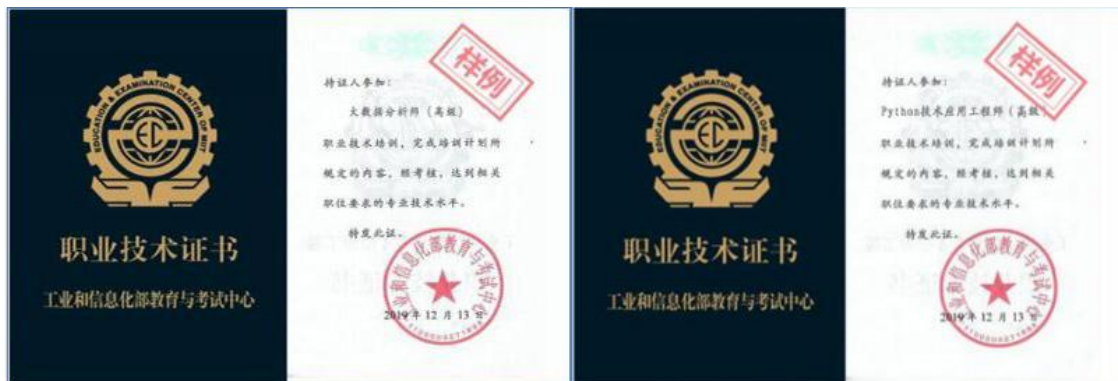 EDUCATION & EXAMINATION CENTER OF MIIT
EC
职业技术证书
工业和信息化部教育与考试中心
样例
持证人参加：
大数据分析师（高级）
职业技术培训，完成培训计划所
规定的内容，经考核，达到相关
职位要求的专业技术水平。
特发此证。
工业和信息化部教育与考试中心
2019年12月13日
EDUCATION & EXAMINATION CENTER OF MIIT
EC
职业技术证书
工业和信息化部教育与考试中心
样例
持证人参加：
Python技术应用工程师（高级）
职业技术培训，完成培训计划所
规定的内容，经考核，达到相关
职位要求的专业技术水平。
特发此证。
工业和信息化部教育与考试中心
2019年12月13日